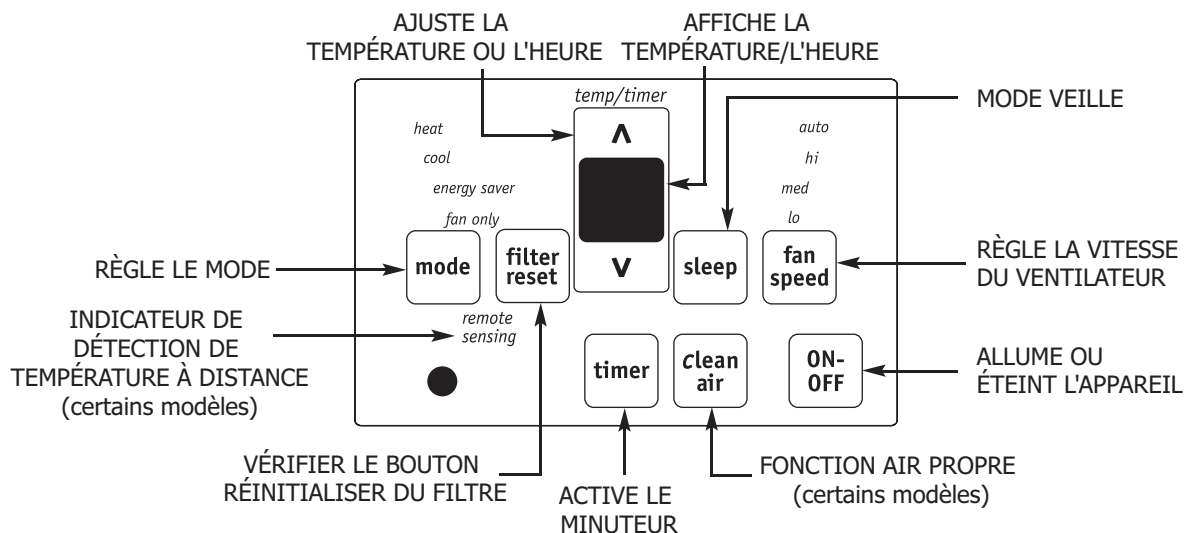 AJUSTE LA
TEMPÉRATURE OU L'HEURE
AFFICHE LA
TEMPÉRATURE/L'HEURE
temp/timer
MODE VEILLE
heat
cool
energy saver
fan only
auto
hi
med
lo
∧
∨
RÈGLE LE MODE
mode
filter
reset
sleep
fan
speed
RÈGLE LA VITESSE
DU VENTILATEUR
INDICATEUR DE
DÉTECTION DE
TEMPÉRATURE À DISTANCE
(certains modèles)
remote
sensing
timer
clean
air
ON-
OFF
ALLUME OU
ÉTEINT L'APPAREIL
VÉRIFIER LE BOUTON
RÉINITIALISER DU FILTRE
ACTIVE LE
MINUTEUR
FONCTION AIR PROPRE
(certains modèles)